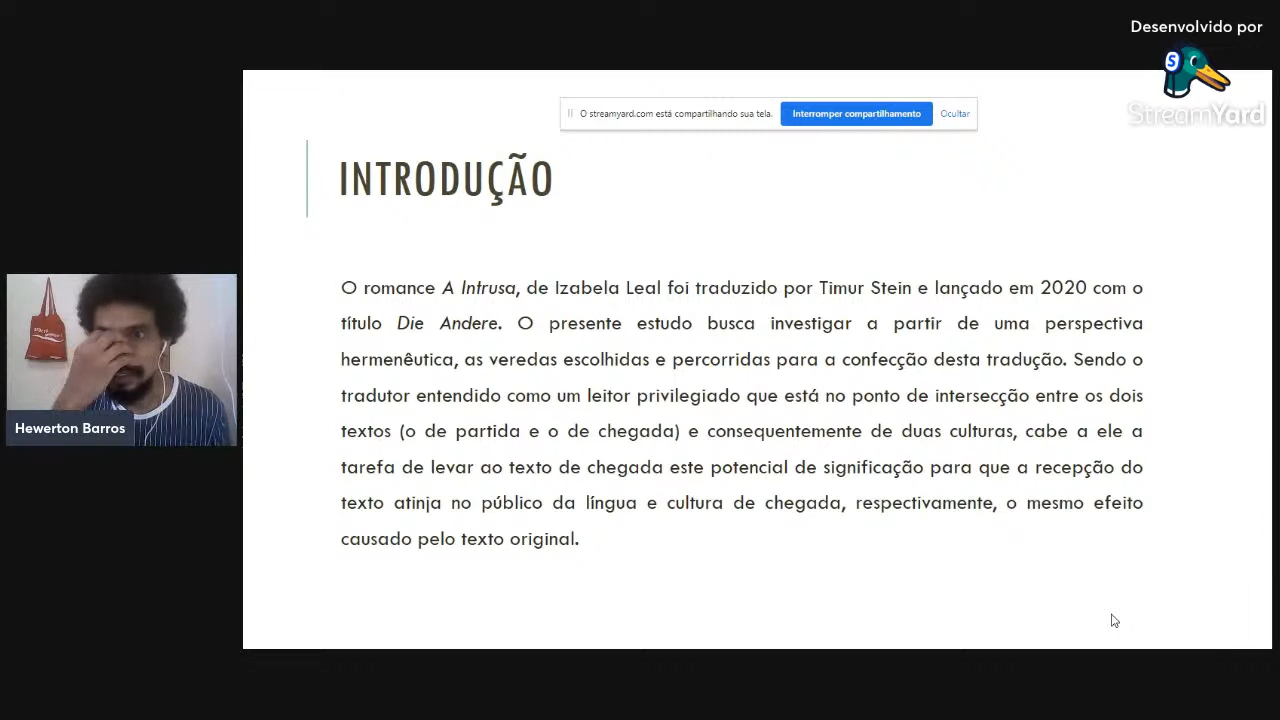 Desenvolvido por
StreamYard
O streamyard.com está compartilhando sua tela.
Interromper compartilhamento
Ocultar
INTRODUÇÃO
O romance A Intrusa, de Izabela Leal foi traduzido por Timur Stein e lançado em 2020 com o
título Die Andere. O presente estudo busca investigar a partir de uma perspectiva
hermenêutica, as veredas escolhidas e percorridas para a confecção desta tradução. Sendo o
tradutor entendido como um leitor privilegiado que está no ponto de intersecção entre os dois
textos (o de partida e o de chegada) e consequentemente de duas culturas, cabe a ele a
tarefa de levar ao texto de chegada este potencial de significação para que a recepção do
texto atinja no público da língua e cultura de chegada, respectivamente, o mesmo efeito
causado pelo texto original.
Hewerton Barros